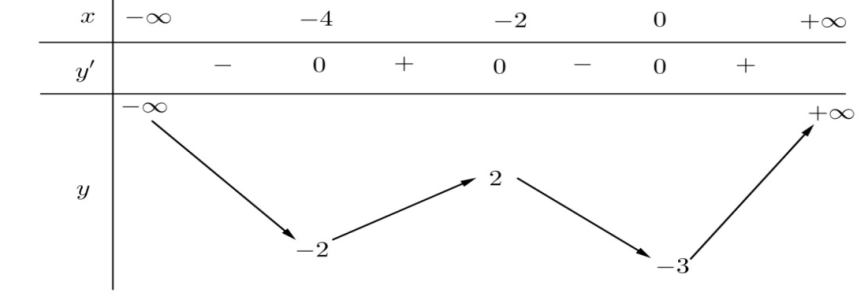 x −∞ −4 −2 0 +∞
y′ − 0 + 0 − 0 +
−∞ +∞
y 2
−2
−3